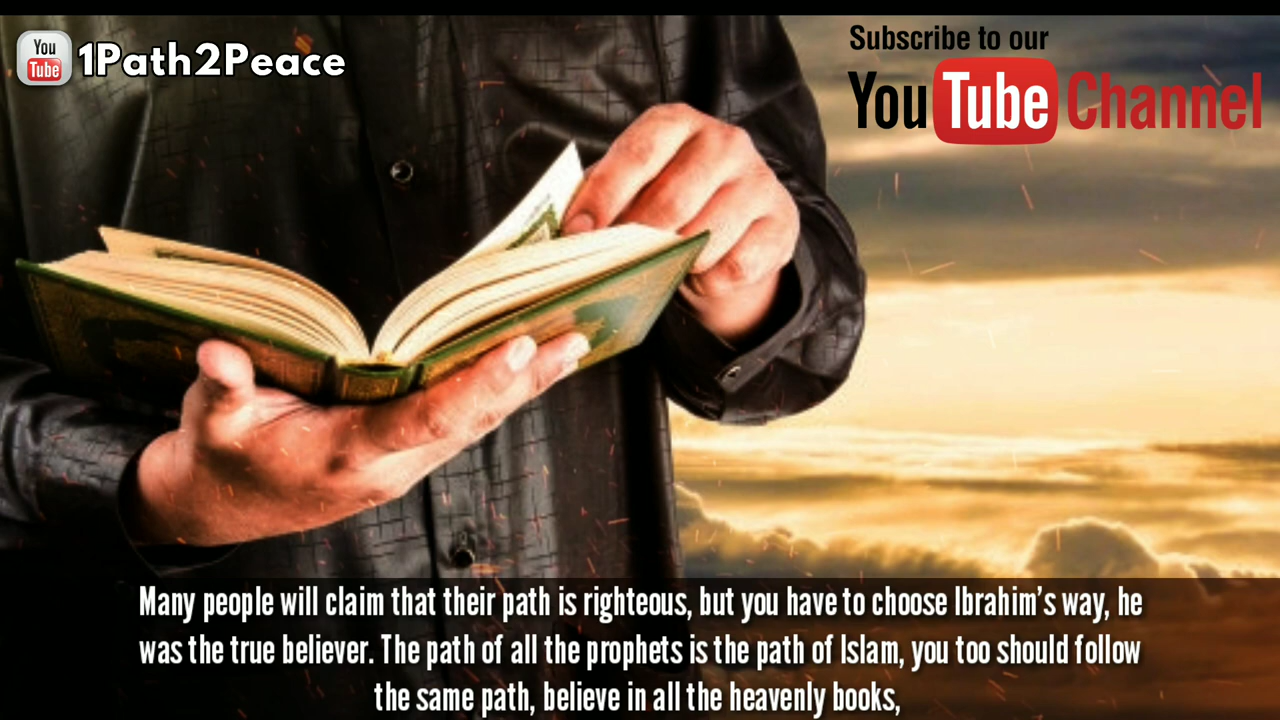 You
Tube
1Path2Peace
Subscribe to our
YouTube Channel
Many people will claim that their path is righteous, but you have to choose Ibrahim’s way, he
was the true believer. The path of all the prophets is the path of Islam, you too should follow
the same path, believe in all the heavenly books,